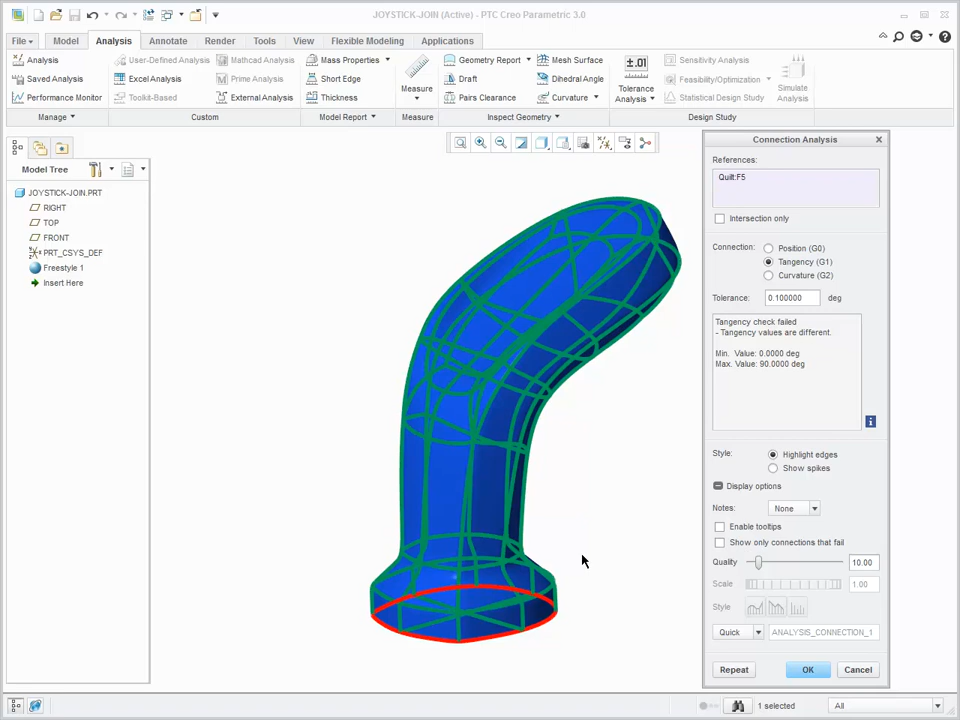 JOYSTICK-JOIN (Active) - PTC Creo Parametric 3.0
File Model Analysis Annotate Render Tools View Flexible Modeling Applications
Analysis User-Defined Analysis Mathcad Analysis Mass Properties Geometry Report Mesh Surface Sensitivity Analysis
Saved Analysis Excel Analysis Prime Analysis Short Edge Draft Dihedral Angle Feasibility/Optimization
Performance Monitor Toolkit-Based External Analysis Thickness Measure Pairs Clearance Curvature Tolerance Analysis Statistical Design Study Simulate Analysis
Manage Custom Model Report Measure Inspect Geometry Design Study
Model Tree
JOYSTICK-JOIN.PRT
RIGHT
TOP
FRONT
PRT_CSYS_DEF
Freestyle 1
Insert Here
Connection Analysis
References:
Quilt:F5
Intersection only
Connection: Position (G0)
Tangency (G1)
Curvature (G2)
Tolerance: 0.100000 deg
Tangency check failed
- Tangency values are different.
Min. Value: 0.0000 deg
Max. Value: 90.0000 deg
Style: Highlight edges
Show spikes
Display options
Notes: None
Enable tooltips
Show only connections that fail
Quality 10.00
Scale 1.00
Style
Quick ANALYSIS_CONNECTION_1
Repeat OK Cancel
1 selected All